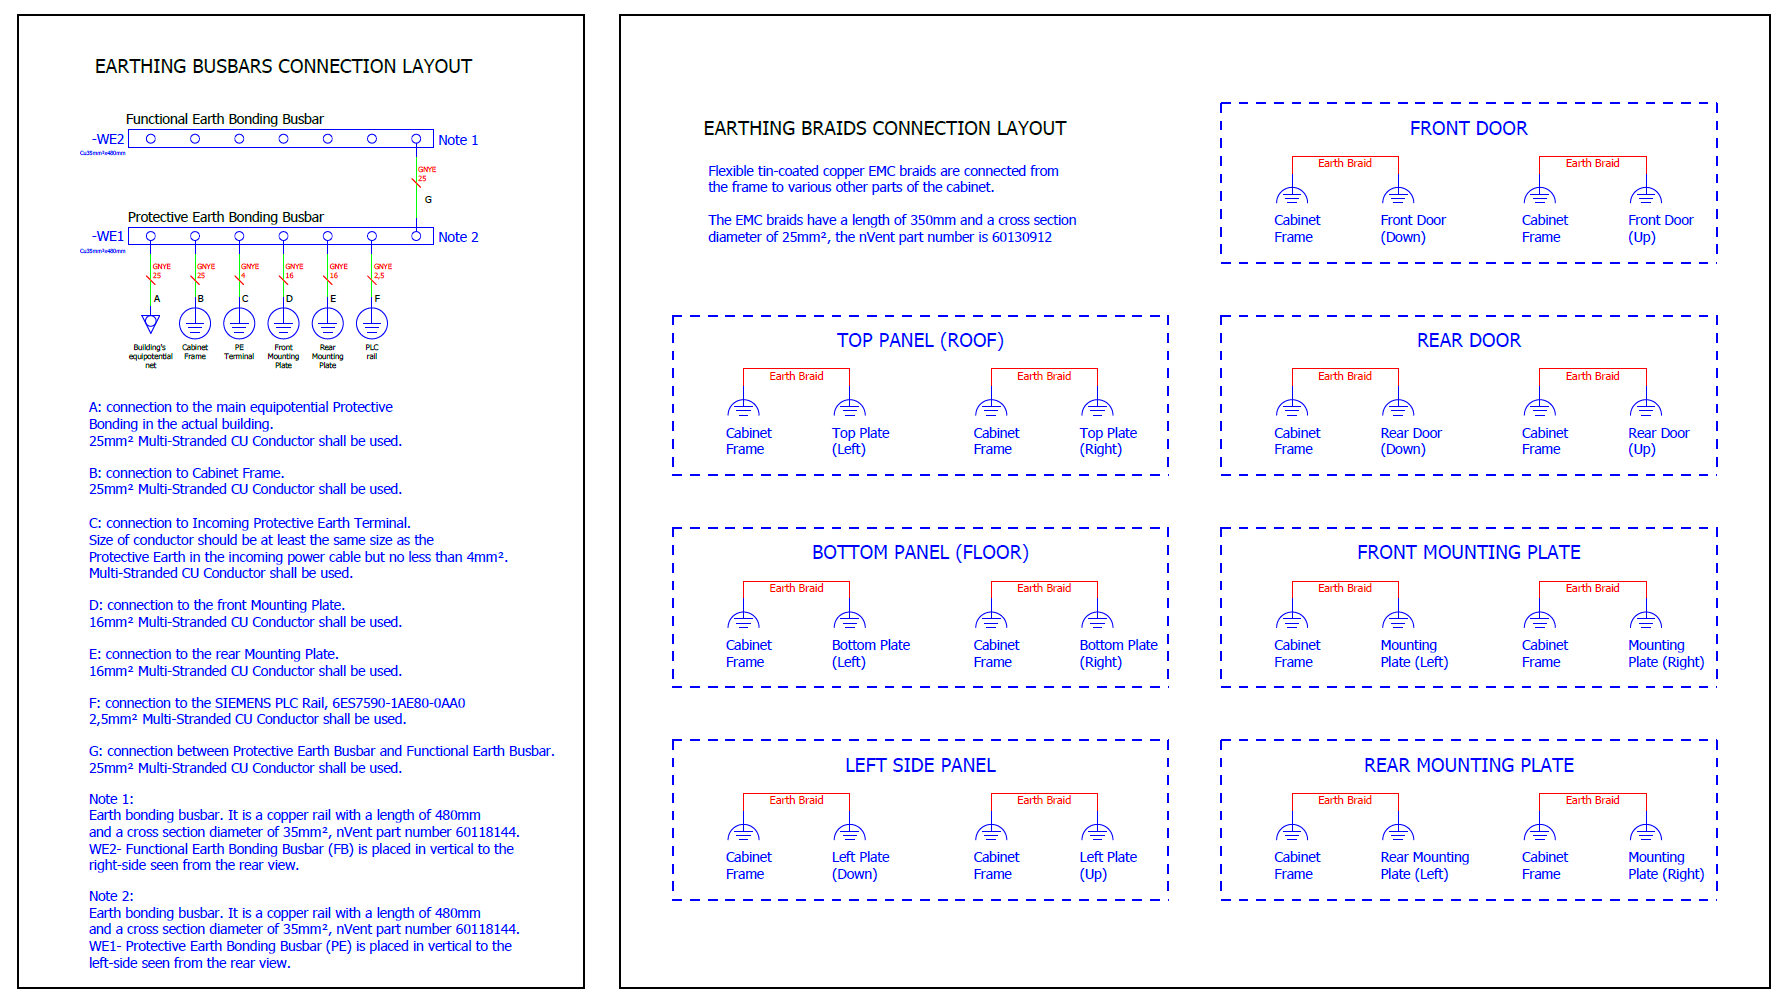 EARTHING BUSBARS CONNECTION LAYOUT
Functional Earth Bonding Busbar
-WE2
Note 1
Cu35mm²x480mm
GNYE
25
G
Protective Earth Bonding Busbar
-WE1
Note 2
Cu35mm²x480mm
GNYE GNYE GNYE GNYE GNYE GNYE
25 25 4 16 16 2,5
A B C D E F
Building's equipotential net
Cabinet Frame
PE Terminal
Front Mounting Plate
Rear Mounting Plate
PLC rail
A: connection to the main equipotential Protective
Bonding in the actual building.
25mm² Multi-Stranded CU Conductor shall be used.
B: connection to Cabinet Frame.
25mm² Multi-Stranded CU Conductor shall be used.
C: connection to Incoming Protective Earth Terminal.
Size of conductor should be at least the same size as the
Protective Earth in the incoming power cable but no less than 4mm².
Multi-Stranded CU Conductor shall be used.
D: connection to the front Mounting Plate.
16mm² Multi-Stranded CU Conductor shall be used.
E: connection to the rear Mounting Plate.
16mm² Multi-Stranded CU Conductor shall be used.
F: connection to the SIEMENS PLC Rail, 6ES7590-1AE80-0AA0
2,5mm² Multi-Stranded CU Conductor shall be used.
G: connection between Protective Earth Busbar and Functional Earth Busbar.
25mm² Multi-Stranded CU Conductor shall be used.
Note 1:
Earth bonding busbar. It is a copper rail with a length of 480mm
and a cross section diameter of 35mm², nVent part number 60118144.
WE2- Functional Earth Bonding Busbar (FB) is placed in vertical to the
right-side seen from the rear view.
Note 2:
Earth bonding busbar. It is a copper rail with a length of 480mm
and a cross section diameter of 35mm², nVent part number 60118144.
WE1- Protective Earth Bonding Busbar (PE) is placed in vertical to the
left-side seen from the rear view.
EARTHING BRAIDS CONNECTION LAYOUT
Flexible tin-coated copper EMC braids are connected from
the frame to various other parts of the cabinet.
The EMC braids have a length of 350mm and a cross section
diameter of 25mm², the nVent part number is 60130912
FRONT DOOR
Earth Braid Earth Braid
Cabinet Front Door Cabinet Front Door
Frame (Down) Frame (Up)
TOP PANEL (ROOF)
Earth Braid Earth Braid
Cabinet Top Plate Cabinet Top Plate
Frame (Left) Frame (Right)
REAR DOOR
Earth Braid Earth Braid
Cabinet Rear Door Cabinet Rear Door
Frame (Down) Frame (Up)
BOTTOM PANEL (FLOOR)
Earth Braid Earth Braid
Cabinet Bottom Plate Cabinet Bottom Plate
Frame (Left) Frame (Right)
FRONT MOUNTING PLATE
Earth Braid Earth Braid
Cabinet Mounting Cabinet Mounting
Frame Plate (Left) Frame Plate (Right)
LEFT SIDE PANEL
Earth Braid Earth Braid
Cabinet Left Plate Cabinet Left Plate
Frame (Down) Frame (Up)
REAR MOUNTING PLATE
Earth Braid Earth Braid
Cabinet Rear Mounting Cabinet Mounting
Frame Plate (Left) Frame Plate (Right)